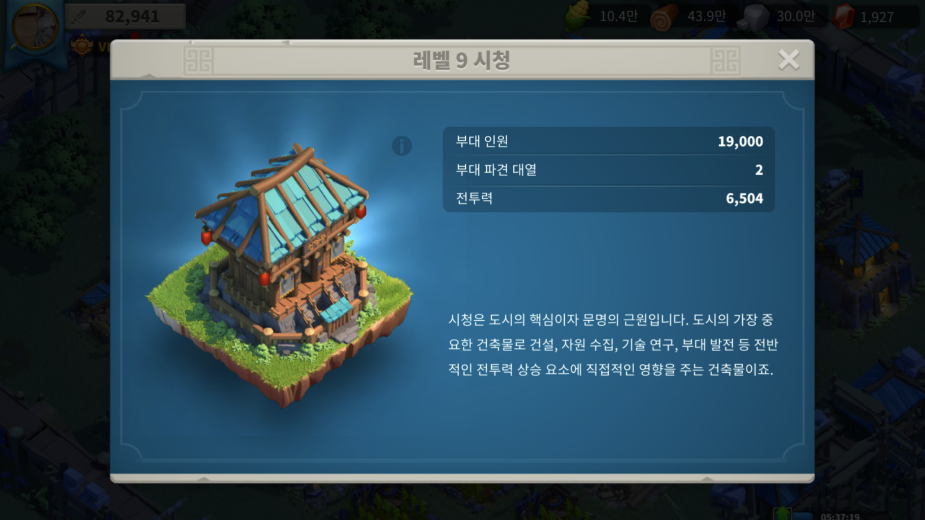 82,941
10.4만
43.9만
30.0만
1,927
레벨 9 시청
부대 인원 19,000
부대 파견 대열 2
전투력 6,504
시청은 도시의 핵심이자 문명의 근원입니다. 도시의 가장 중
요한 건축물로 건설, 자원 수집, 기술 연구, 부대 발전 등 전반
적인 전투력 상승 요소에 직접적인 영향을 주는 건축물이죠.
05:37:19